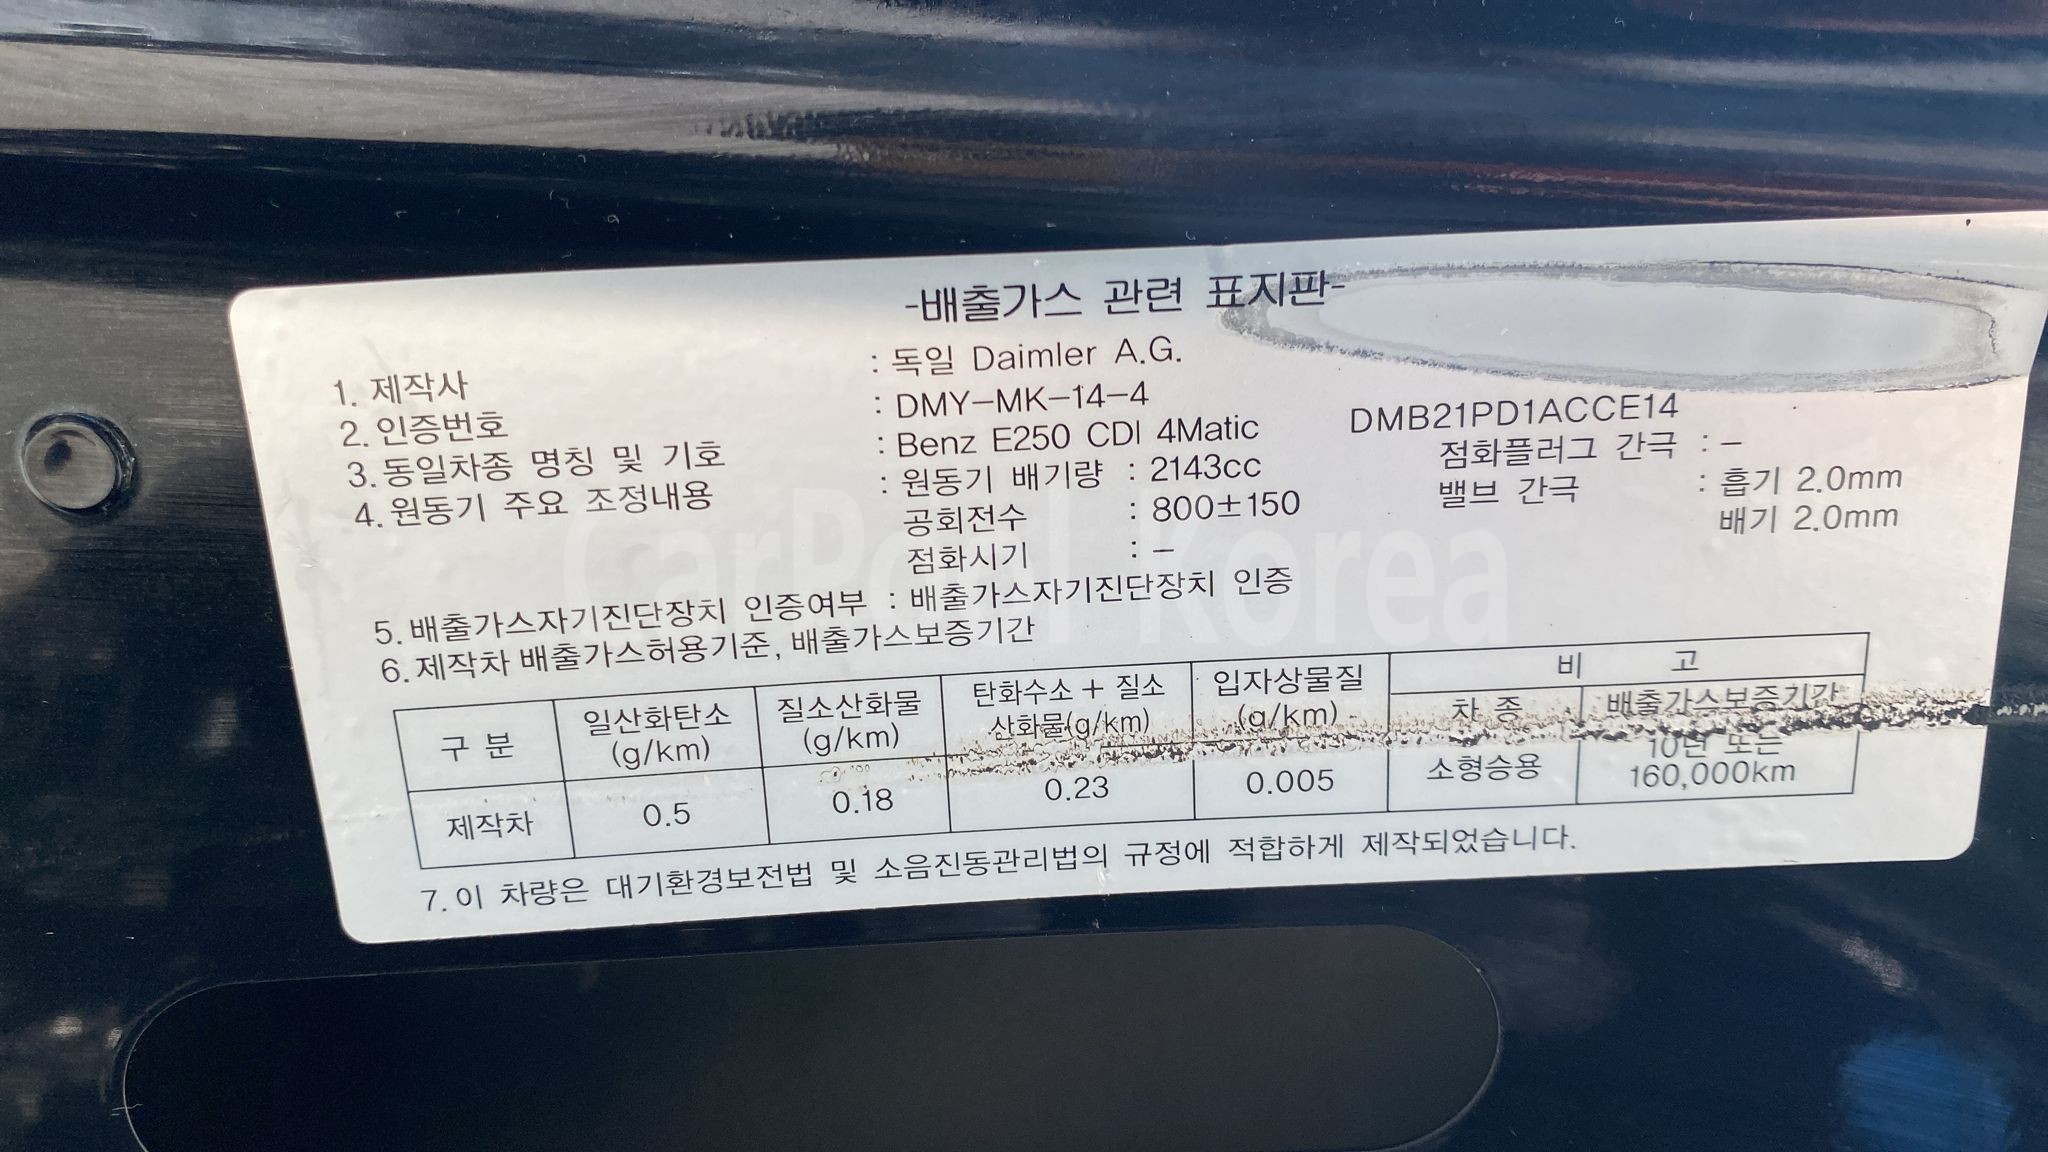 -배출가스 관련 표지판-
1. 제작사 : 독일 Daimler A.G.
2. 인증번호 : DMY-MK-14-4
3. 동일차종 명칭 및 기호 : Benz E250 CDI 4Matic DMB21PD1ACCE14
4. 원동기 주요 조정내용 : 원동기 배기량 : 2143cc 점화플러그 간극 : -
공회전수 : 800±150 밸브 간극 : 흡기 2.0mm
점화시기 : - 배기 2.0mm
5. 배출가스자기진단장치 인증여부 : 배출가스자기진단장치 인증
6. 제작차 배출가스허용기준, 배출가스보증기간
구 분 일산화탄소 (g/km) 질소산화물 (g/km) 탄화수소 + 질소산화물(g/km) 입자상물질 (g/km) 비 고
차 종 배출가스보증기간
제작차 0.5 0.18 0.23 0.005 소형승용 10년 또는 160,000km
7. 이 차량은 대기환경보전법 및 소음진동관리법의 규정에 적합하게 제작되었습니다.
CarPool Korea